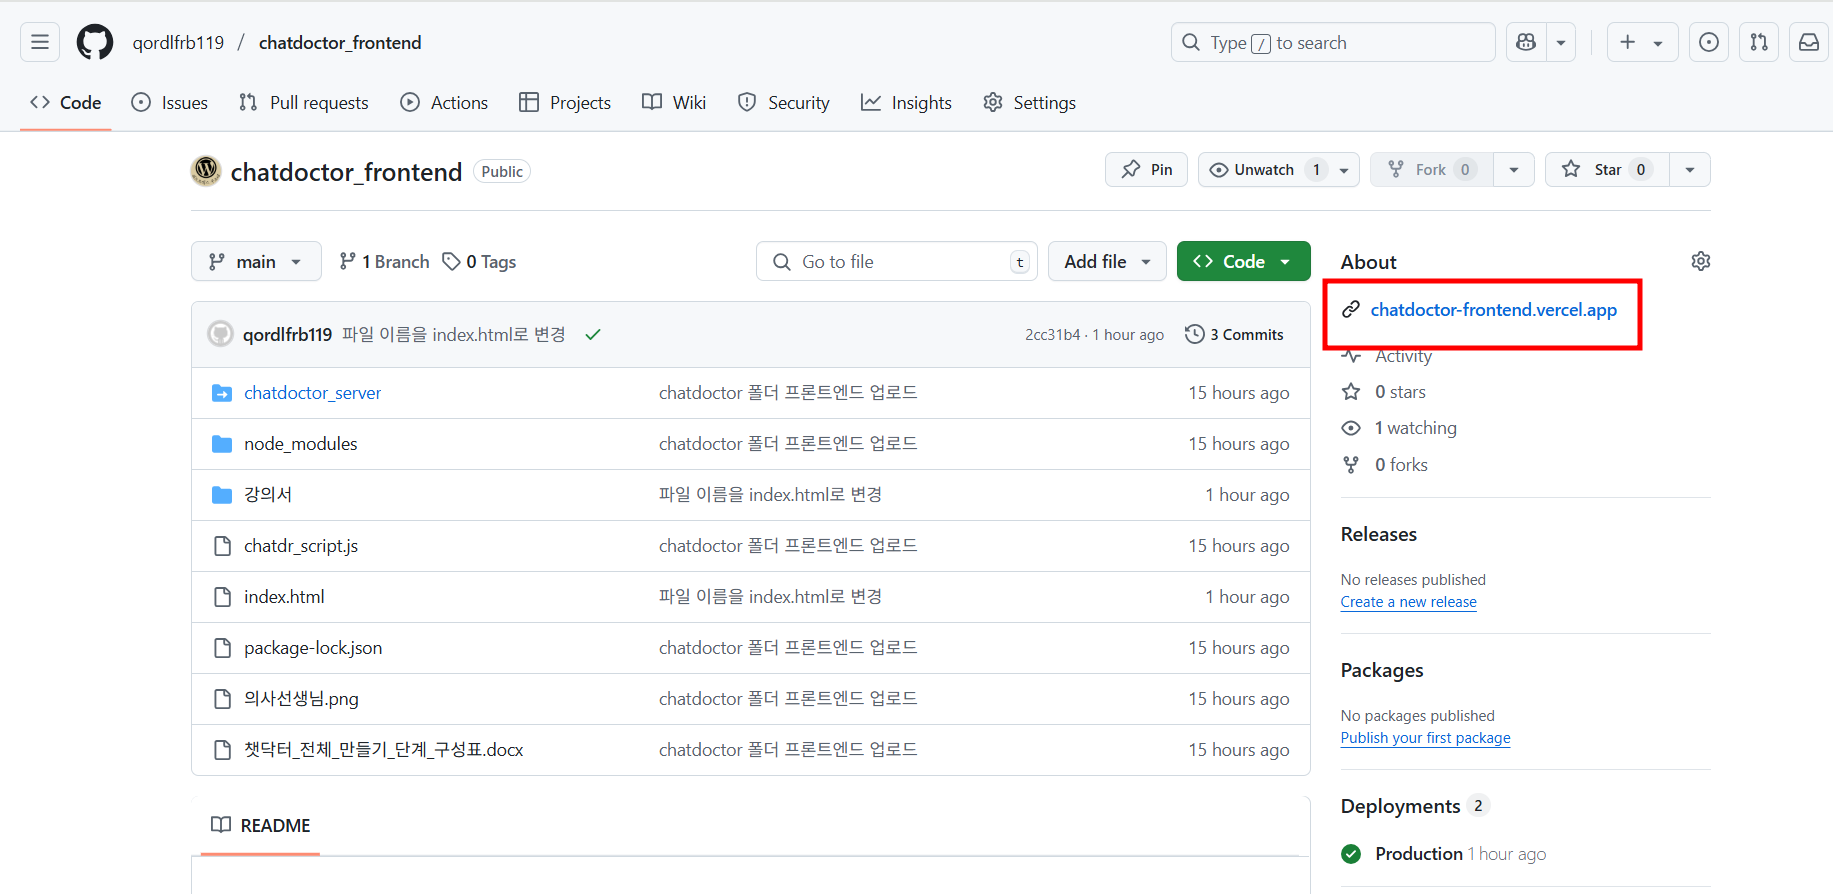 qordlfrb119 / chatdoctor_frontend
Type / to search
Code Issues Pull requests Actions Projects Wiki Security Insights Settings
chatdoctor_frontend Public
Pin Unwatch 1 Fork 0 Star 0
main 1 Branch 0 Tags Go to file t Add file Code
qordlfrb119 파일 이름을 index.html로 변경 2cc31b4 · 1 hour ago 3 Commits
chatdoctor_server chatdoctor 폴더 프론트엔드 업로드 15 hours ago
node_modules chatdoctor 폴더 프론트엔드 업로드 15 hours ago
강의서 파일 이름을 index.html로 변경 1 hour ago
chatdr_script.js chatdoctor 폴더 프론트엔드 업로드 15 hours ago
index.html 파일 이름을 index.html로 변경 1 hour ago
package-lock.json chatdoctor 폴더 프론트엔드 업로드 15 hours ago
의사선생님.png chatdoctor 폴더 프론트엔드 업로드 15 hours ago
챗닥터_전체_만들기_단계_구성표.docx chatdoctor 폴더 프론트엔드 업로드 15 hours ago
README
About
chatdoctor-frontend.vercel.app
Activity
0 stars
1 watching
0 forks
Releases
No releases published
Create a new release
Packages
No packages published
Publish your first package
Deployments 2
Production 1 hour ago